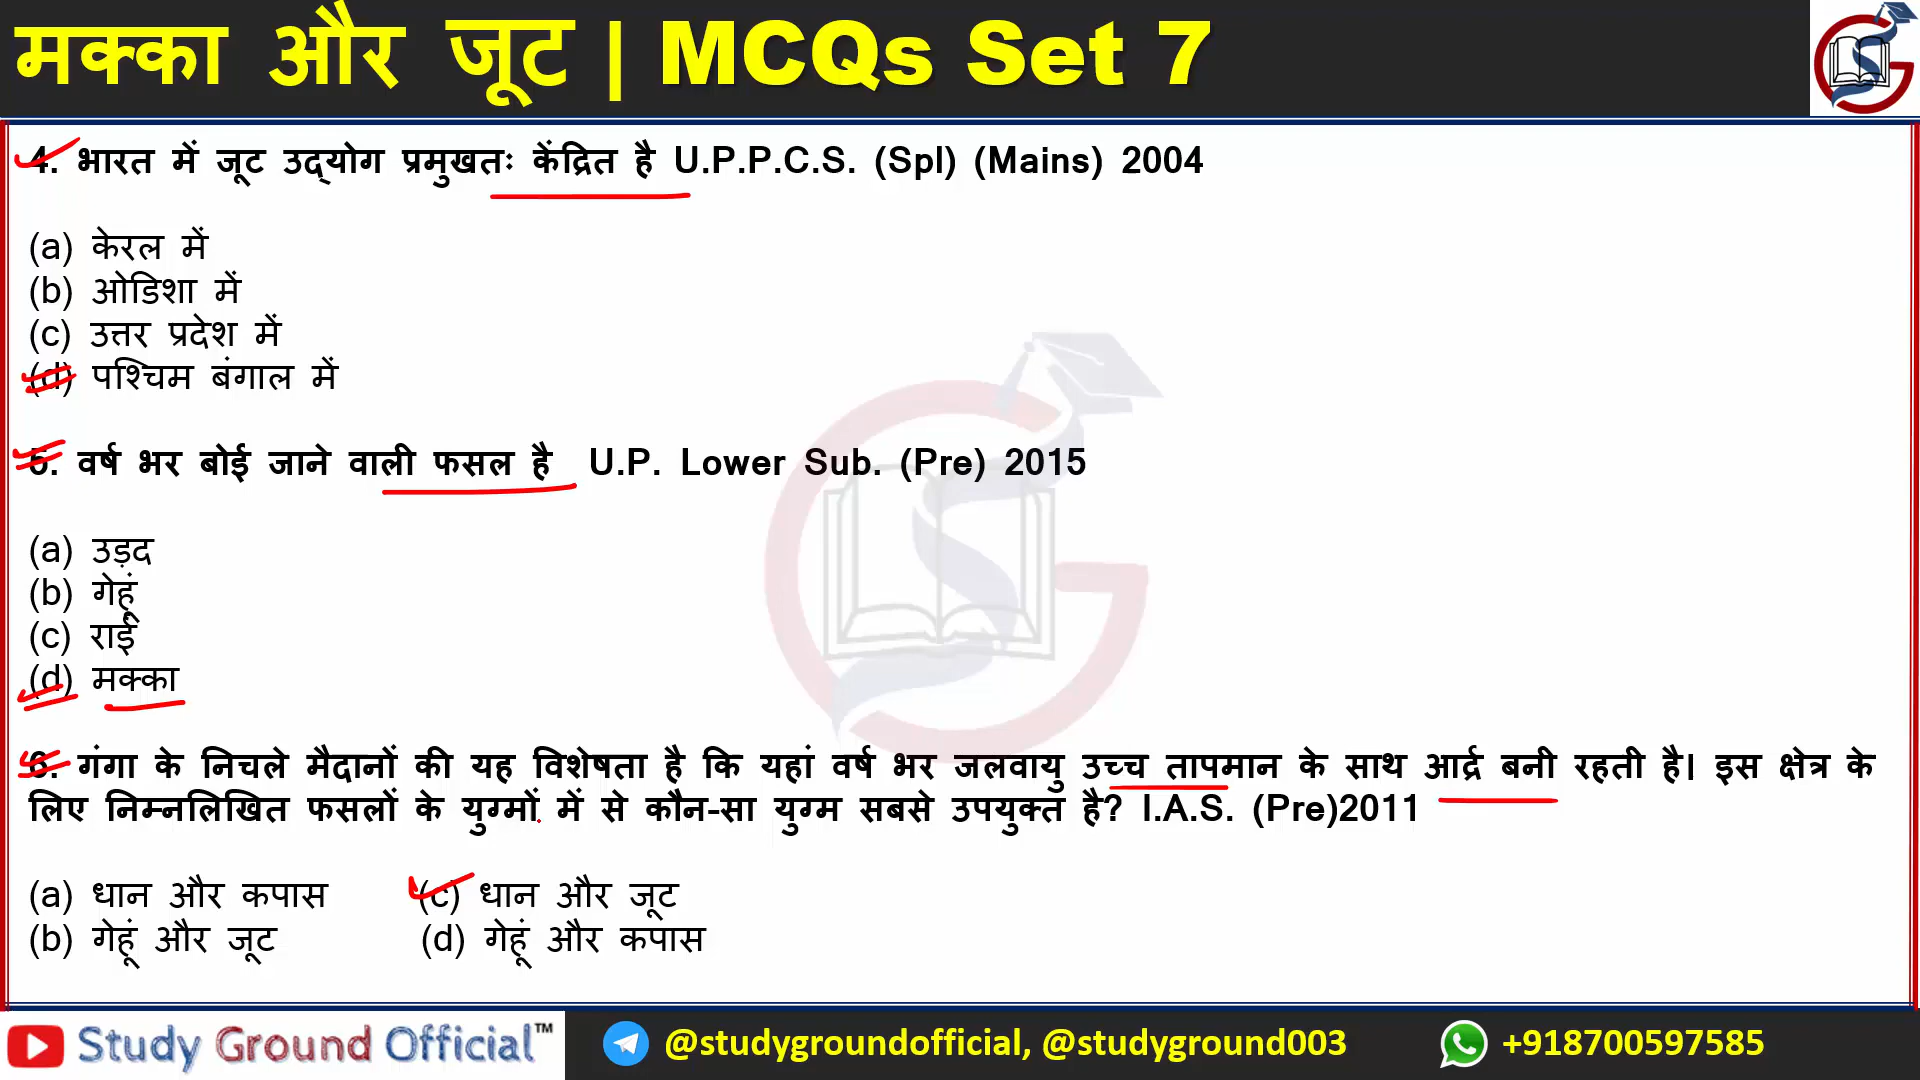 मक्का और जूट | MCQs Set 7
4. भारत में जूट उद्योग प्रमुखतः केंद्रित है U.P.P.C.S. (Spl) (Mains) 2004
(a) केरल में
(b) ओडिशा में
(c) उत्तर प्रदेश में
(d) पश्चिम बंगाल में
5. वर्ष भर बोई जाने वाली फसल है U.P. Lower Sub. (Pre) 2015
(a) उड़द
(b) गेहूं
(c) राई
(d) मक्का
6. गंगा के निचले मैदानों की यह विशेषता है कि यहां वर्ष भर जलवायु उच्च तापमान के साथ आर्द्र बनी रहती है। इस क्षेत्र के
लिए निम्नलिखित फसलों के युग्मों में से कौन-सा युग्म सबसे उपयुक्त है? I.A.S. (Pre)2011
(a) धान और कपास (c) धान और जूट
(b) गेहूं और जूट (d) गेहूं और कपास
Study Ground Official™ @studygroundofficial, @studyground003 +918700597585